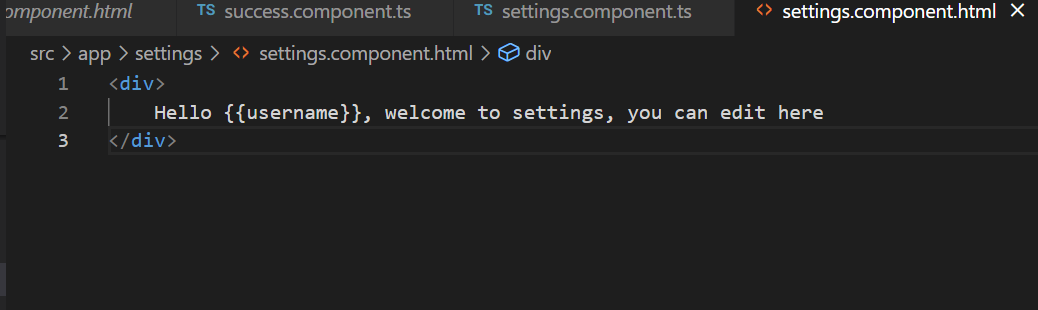 omponent.html TS success.component.ts TS settings.component.ts <> settings.component.html ×
src > app > settings > <> settings.component.html > div
1 <div>
2 Hello {{username}}, welcome to settings, you can edit here
3 </div>